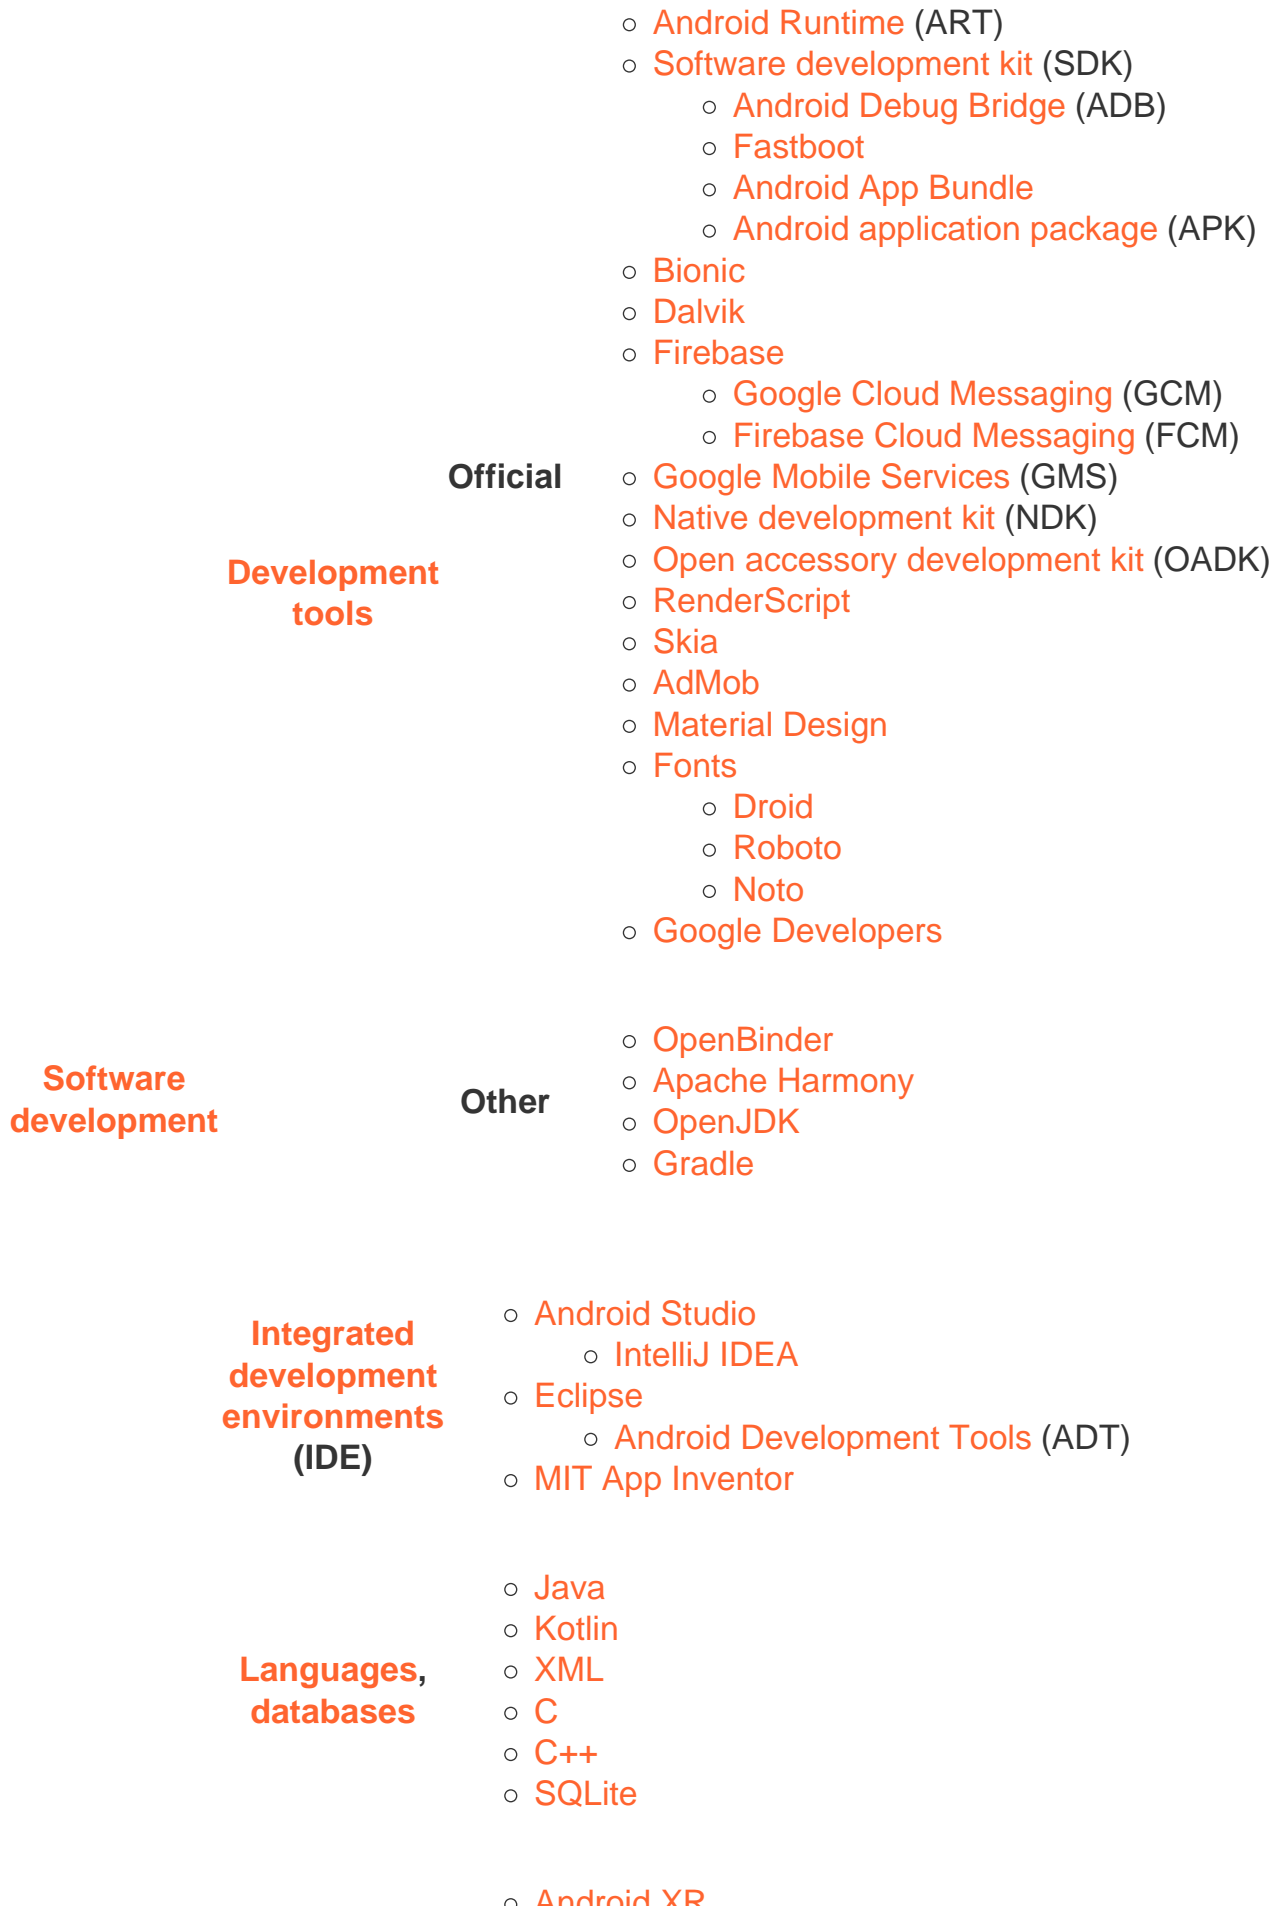 Software
development
Development
tools
Official
Android Runtime (ART)
Software development kit (SDK)
Android Debug Bridge (ADB)
Fastboot
Android App Bundle
Android application package (APK)
Bionic
Dalvik
Firebase
Google Cloud Messaging (GCM)
Firebase Cloud Messaging (FCM)
Google Mobile Services (GMS)
Native development kit (NDK)
Open accessory development kit (OADK)
RenderScript
Skia
AdMob
Material Design
Fonts
Droid
Roboto
Noto
Google Developers
Other
OpenBinder
Apache Harmony
OpenJDK
Gradle
Integrated
development
environments
(IDE)
Android Studio
IntelliJ IDEA
Eclipse
Android Development Tools (ADT)
MIT App Inventor
Languages,
databases
Java
Kotlin
XML
C
C++
SQLite
Android XR